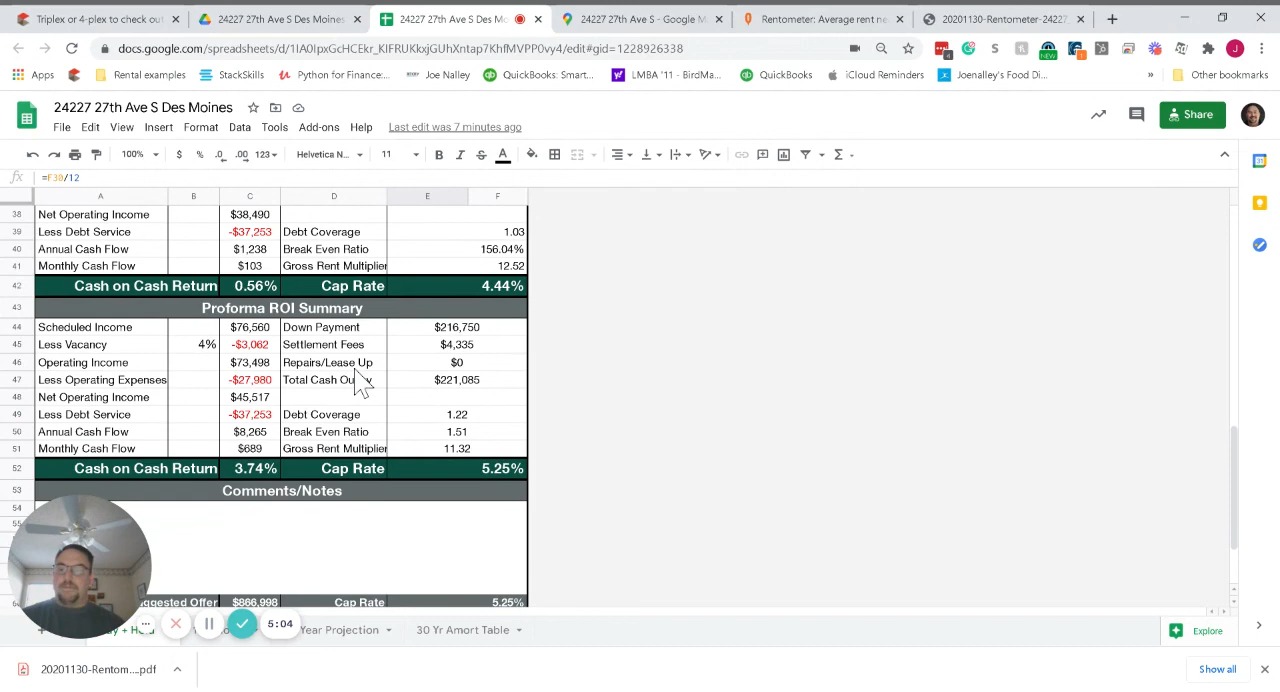 Triplex or 4-plex to check out
24227 27th Ave S Des Moines
24227 27th Ave S Des Mo
24227 27th Ave S - Google M
Rentometer: Average rent ne
20201130-Rentometer-24227
docs.google.com/spreadsheets/d/1IA0lpxGcHCEkr_KIFRUKkxjGUhXntap7KhfMVPP0vy4/edit#gid=1228926338
Apps
Rental examples
StackSkills
Python for Finance:...
Joe Nalley
QuickBooks: Smart...
LMBA '11 - BirdMa...
QuickBooks
iCloud Reminders
Joenalley's Food Di...
»
Other bookmarks
24227 27th Ave S Des Moines
File Edit View Insert Format Data Tools Add-ons Help Last edit was 7 minutes ago
Share
100% $ % .0 .00 123 Helvetica N... 11 B I S A
fx =F30/12
A B C D E F
38 Net Operating Income $38,490
39 Less Debt Service -$37,253 Debt Coverage 1.03
40 Annual Cash Flow $1,238 Break Even Ratio 156.04%
41 Monthly Cash Flow $103 Gross Rent Multiplier 12.52
42 Cash on Cash Return 0.56% Cap Rate 4.44%
43 Proforma ROI Summary
44 Scheduled Income $76,560 Down Payment $216,750
45 Less Vacancy 4% -$3,062 Settlement Fees $4,335
46 Operating Income $73,498 Repairs/Lease Up $0
47 Less Operating Expenses -$27,980 Total Cash Ou $221,085
48 Net Operating Income $45,517
49 Less Debt Service -$37,253 Debt Coverage 1.22
50 Annual Cash Flow $8,265 Break Even Ratio 1.51
51 Monthly Cash Flow $689 Gross Rent Multiplier 11.32
52 Cash on Cash Return 3.74% Cap Rate 5.25%
53 Comments/Notes
54
55
ggested Offer $866,998 Cap Rate 5.25%
5:04
Year Projection
30 Yr Amort Table
Explore
20201130-Rentom....pdf
Show all